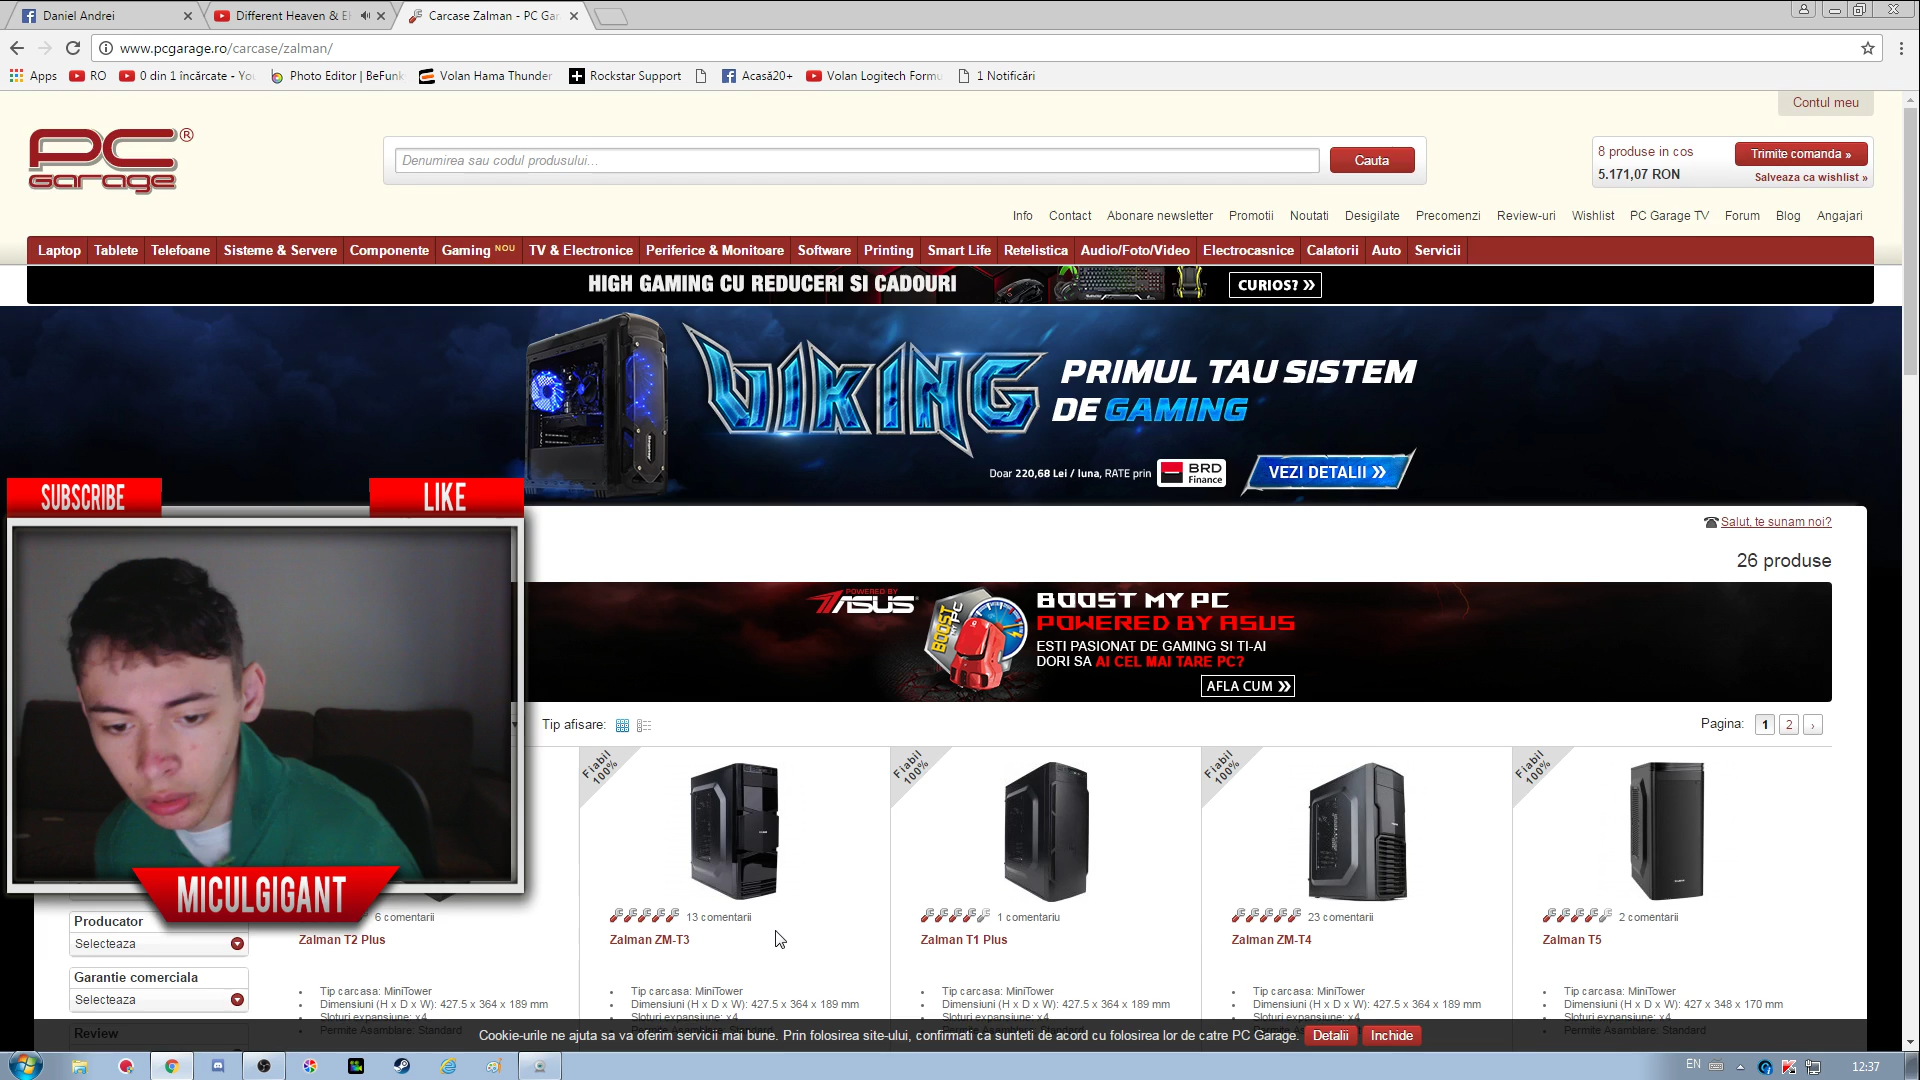 Daniel Andrei
Different Heaven & E
Carcase Zalman - PC Gar
www.pcgarage.ro/carcase/zalman/
Apps
RO
0 din 1 încărcate - You
Photo Editor | BeFunk
Volan Hama Thunder
Rockstar Support
Acasă20+
Volan Logitech Formu
1 Notificări
Contul meu
PC
Garage®
Denumirea sau codul produsului...
Cauta
8 produse in cos
5.171,07 RON
Trimite comanda »
Salveaza ca wishlist »
Info
Contact
Abonare newsletter
Promotii
Noutati
Desigilate
Precomenzi
Review-uri
Wishlist
PC Garage TV
Forum
Blog
Angajari
Laptop
Tablete
Telefoane
Sisteme & Servere
Componente
Gaming NOU
TV & Electronice
Periferice & Monitoare
Software
Printing
Smart Life
Retelistica
Audio/Foto/Video
Electrocasnice
Calatorii
Auto
Servicii
HIGH GAMING CU REDUCERI SI CADOURI
CURIOS? »
VIKING
PRIMUL TAU SISTEM
DE GAMING
Doar 220,68 Lei / luna, RATE prin
BRD
Finance
VEZI DETALII »
SUBSCRIBE
LIKE
Salut, te sunam noi?
26 produse
POWERED BY
ASUS
BOOST
MY PC
BOOST MY PC
POWERED BY ASUS
ESTI PASIONAT DE GAMING SI TI-AI
DORI SA AI CEL MAI TARE PC?
AFLA CUM »
Tip afisare:
Pagina:
1
2
›
Fiabil
100%
Fiabil
100%
Fiabil
100%
Fiabil
100%
MICULGIGANT
6 comentarii
13 comentarii
1 comentariu
23 comentarii
2 comentarii
Zalman T2 Plus
Zalman ZM-T3
Zalman T1 Plus
Zalman ZM-T4
Zalman T5
Producator
Selecteaza
Garantie comerciala
Selecteaza
Review
Tip carcasa: MiniTower
Dimensiuni (H x D x W): 427.5 x 364 x 189 mm
Sloturi expansiune: x4
Permite Asamblare: Standard
Tip carcasa: MiniTower
Dimensiuni (H x D x W): 427.5 x 364 x 189 mm
Sloturi expansiune: x4
Tip carcasa: MiniTower
Dimensiuni (H x D x W): 427.5 x 364 x 189 mm
Sloturi expansiune: x4
Tip carcasa: MiniTower
Dimensiuni (H x D x W): 427.5 x 364 x 189 mm
Sloturi expansiune: x4
Tip carcasa: MiniTower
Dimensiuni (H x D x W): 427 x 348 x 170 mm
Sloturi expansiune: x4
Permite Asamblare: Standard
Cookie-urile ne ajuta sa va oferim servicii mai bune. Prin folosirea site-ului, confirmati ca sunteti de acord cu folosirea lor de catre PC Garage.
Detalii
Inchide
EN
12:37